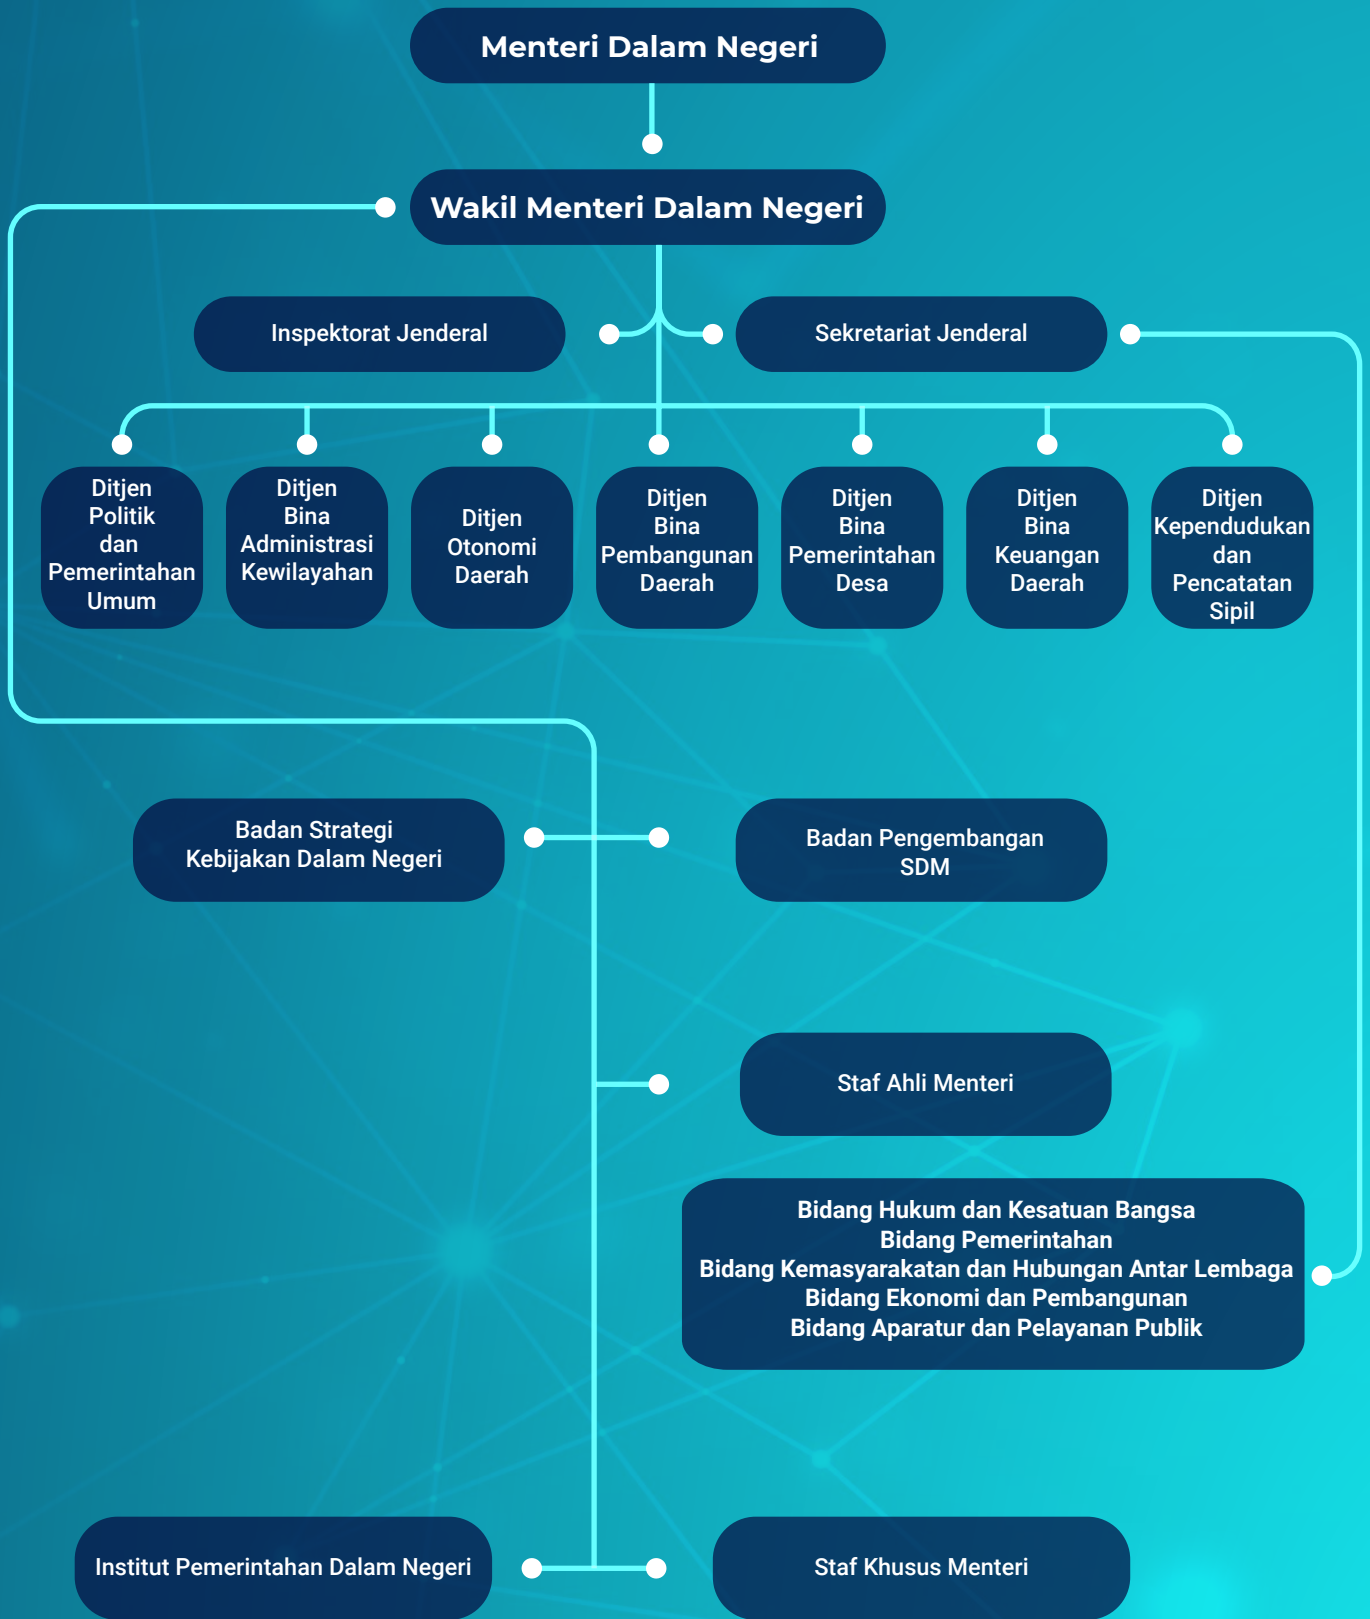 Menteri Dalam Negeri
Wakil Menteri Dalam Negeri
Inspektorat Jenderal
Sekretariat Jenderal
Ditjen
Politik
dan
Pemerintahan
Umum
Ditjen
Bina
Administrasi
Kewilayahan
Ditjen
Otonomi
Daerah
Ditjen
Bina
Pembangunan
Daerah
Ditjen
Bina
Pemerintahan
Desa
Ditjen
Bina
Keuangan
Daerah
Ditjen
Kependudukan
dan
Pencatatan
Sipil
Badan Strategi
Kebijakan Dalam Negeri
Badan Pengembangan
SDM
Staf Ahli Menteri
Bidang Hukum dan Kesatuan Bangsa
Bidang Pemerintahan
Bidang Kemasyarakatan dan Hubungan Antar Lembaga
Bidang Ekonomi dan Pembangunan
Bidang Aparatur dan Pelayanan Publik
Institut Pemerintahan Dalam Negeri
Staf Khusus Menteri